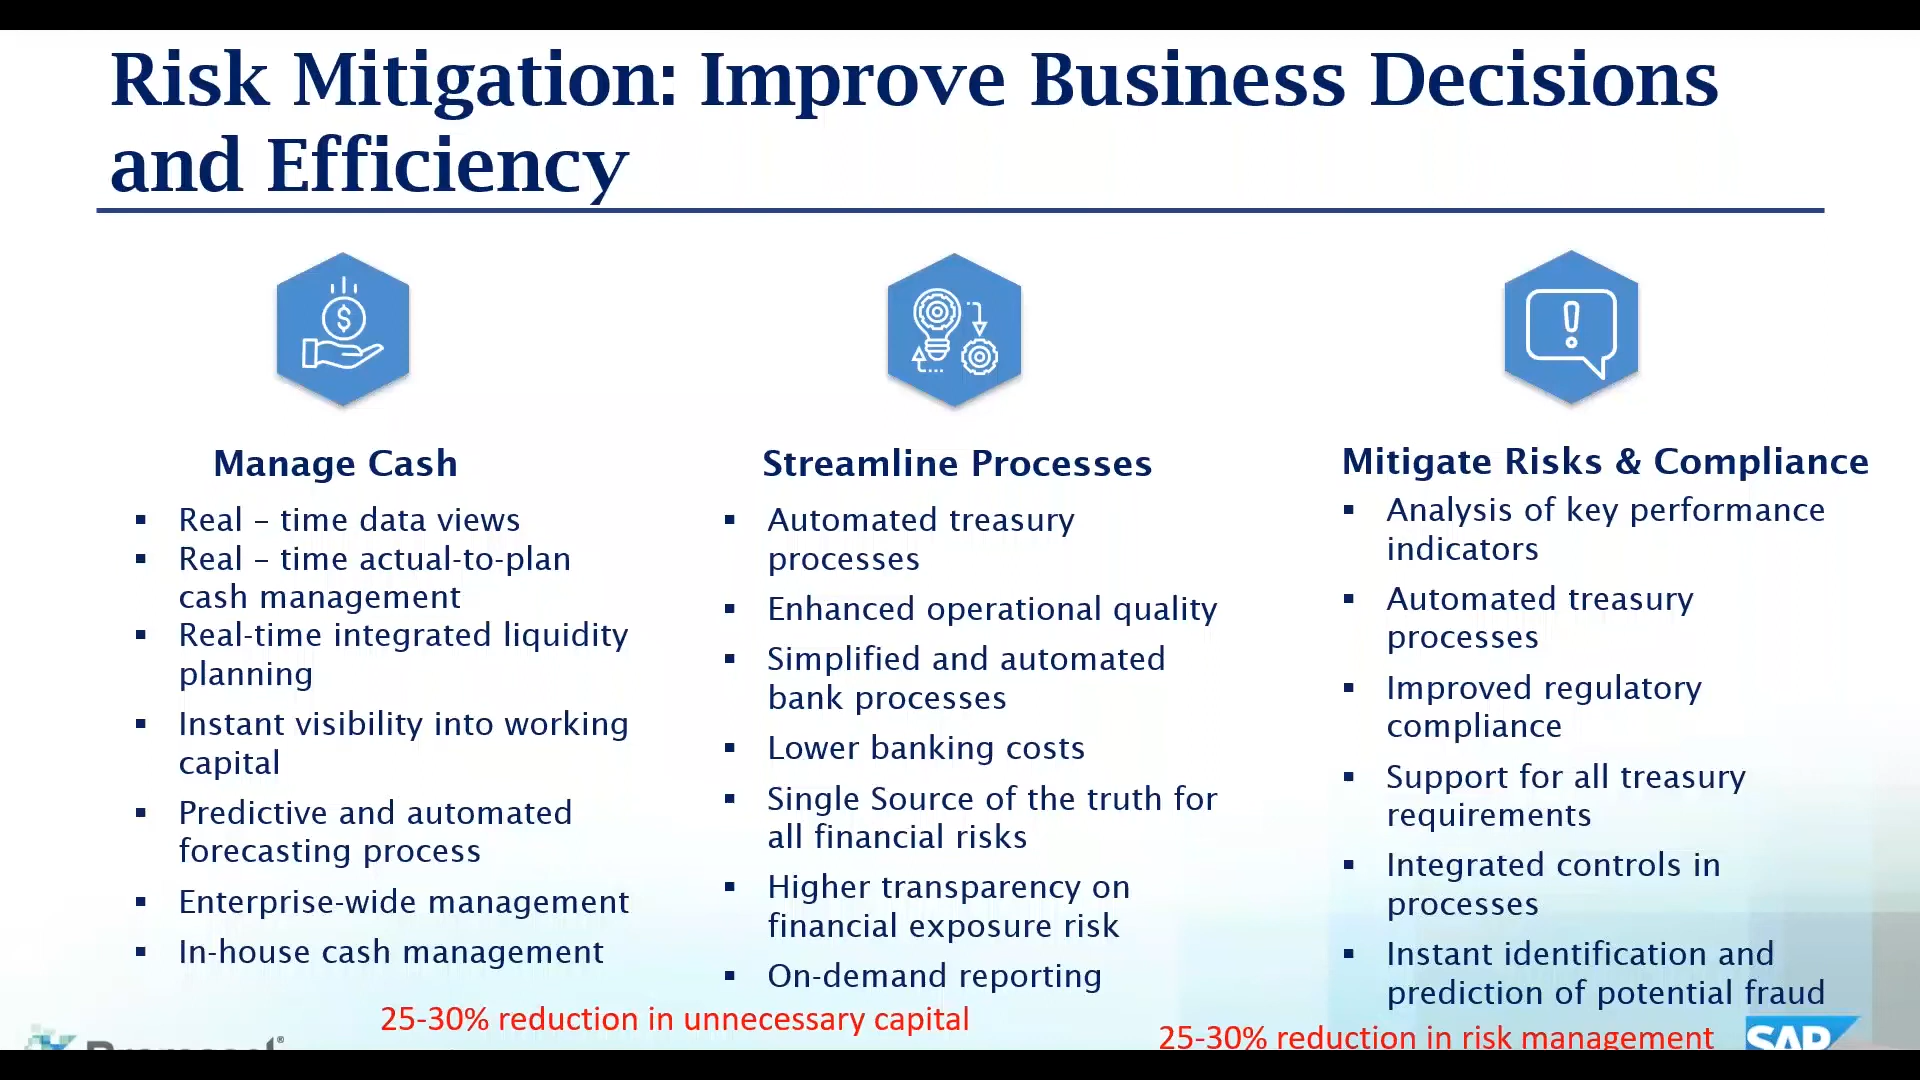 Risk Mitigation: Improve Business Decisions
and Efficiency
Manage Cash
▪ Real – time data views
▪ Real – time actual-to-plan
cash management
▪ Real-time integrated liquidity
planning
▪ Instant visibility into working
capital
▪ Predictive and automated
forecasting process
▪ Enterprise-wide management
▪ In-house cash management
Streamline Processes
▪ Automated treasury
processes
▪ Enhanced operational quality
▪ Simplified and automated
bank processes
▪ Lower banking costs
▪ Single Source of the truth for
all financial risks
▪ Higher transparency on
financial exposure risk
▪ On-demand reporting
Mitigate Risks & Compliance
▪ Analysis of key performance
indicators
▪ Automated treasury
processes
▪ Improved regulatory
compliance
▪ Support for all treasury
requirements
▪ Integrated controls in
processes
▪ Instant identification and
prediction of potential fraud
25-30% reduction in unnecessary capital
25-30% reduction in risk management
SAP